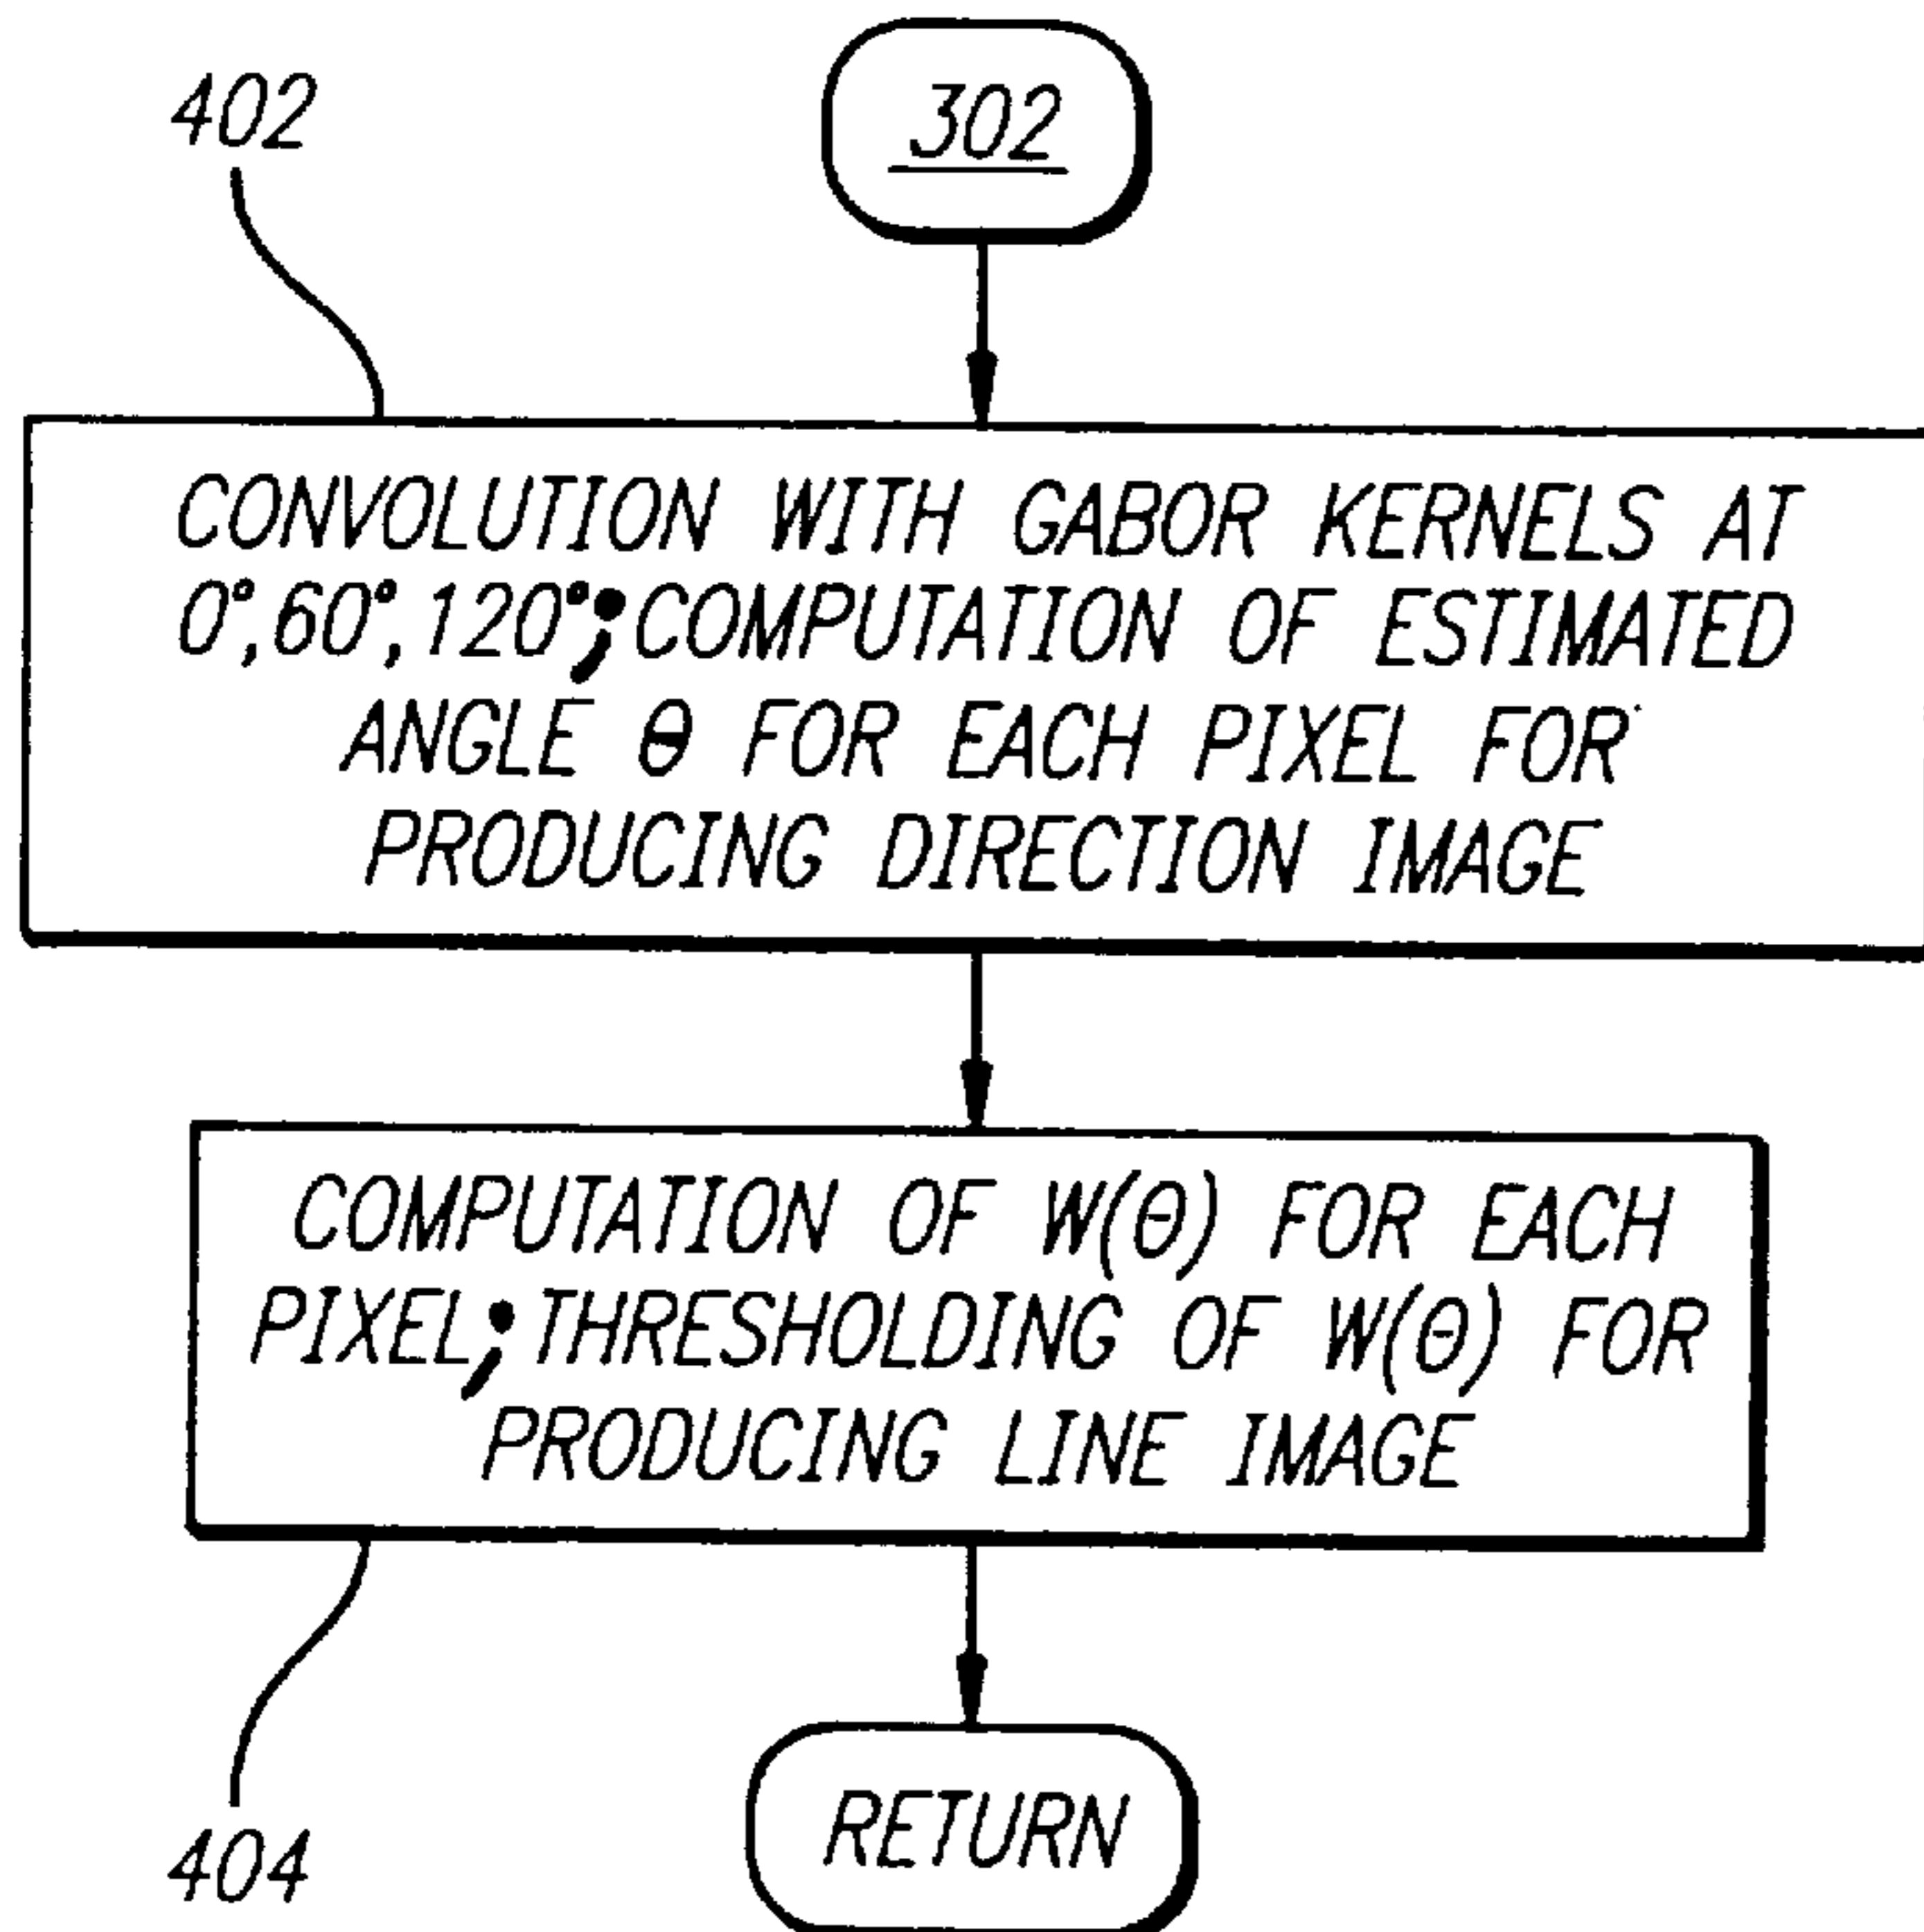 402
302
CONVOLUTION WITH GABOR KERNELS AT
0°,60°,120°;COMPUTATION OF ESTIMATED
ANGLE θ FOR EACH PIXEL FOR
PRODUCING DIRECTION IMAGE
COMPUTATION OF W(θ) FOR EACH
PIXEL;THRESHOLDING OF W(θ) FOR
PRODUCING LINE IMAGE
RETURN
404